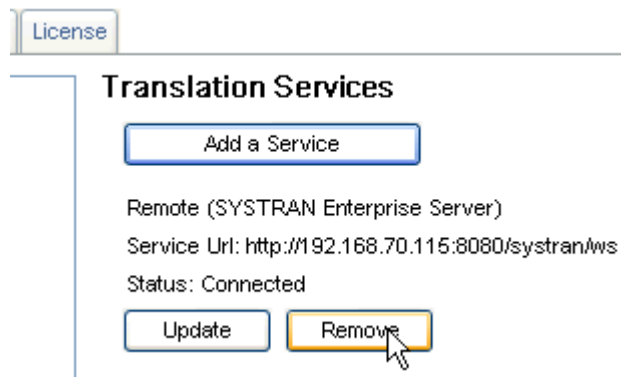 License
Translation Services
Add a Service
Remote (SYSTRAN Enterprise Server)
Service Url: http://192.168.70.115:8080/systran/ws
Status: Connected
Update Remove